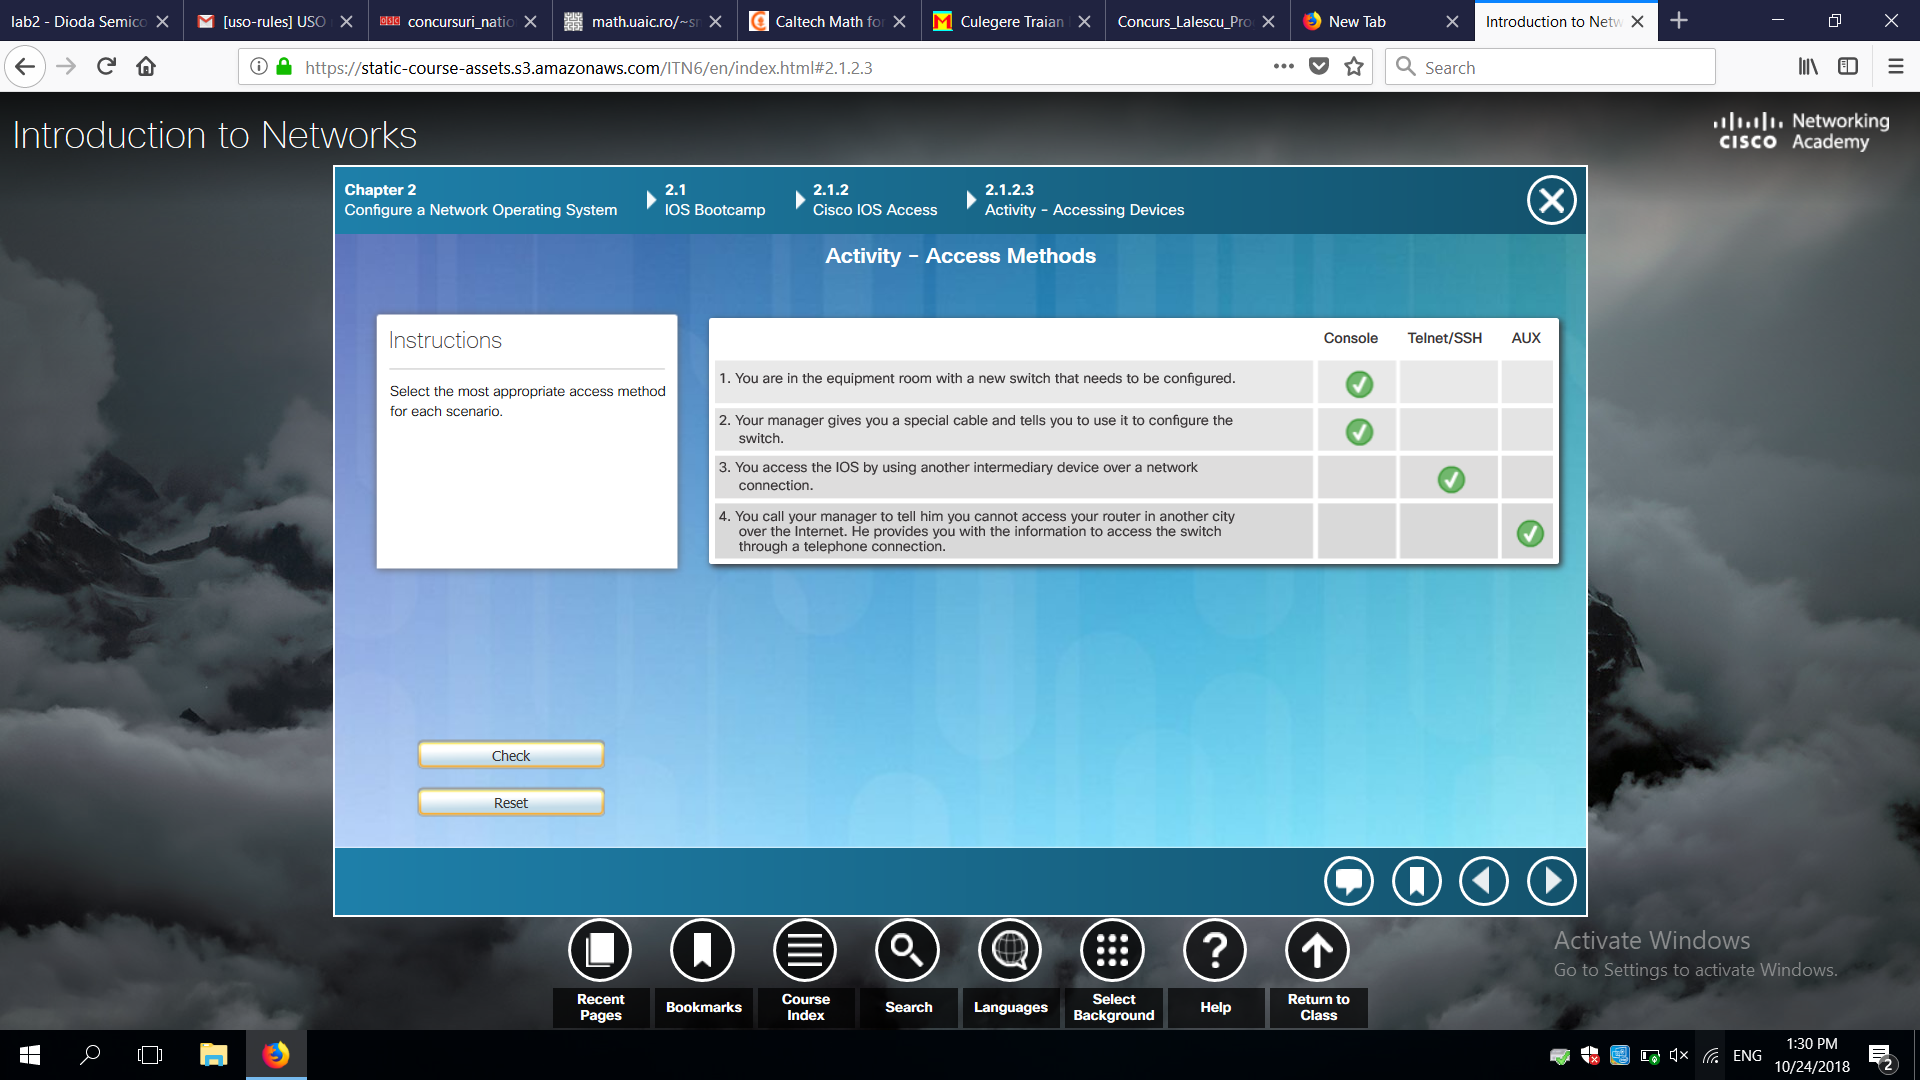 lab2 - Dioda Semico
[uso-rules] USO
concursuri_natio
math.uaic.ro/~sr
Caltech Math for
Culegere Traian
Concurs_Lalescu_Pro
New Tab
Introduction to Netw
https://static-course-assets.s3.amazonaws.com/ITN6/en/index.html#2.1.2.3
Search
Introduction to Networks
Networking
CISCO Academy
Chapter 2
Configure a Network Operating System
2.1
IOS Bootcamp
2.1.2
Cisco IOS Access
2.1.2.3
Activity - Accessing Devices
Activity - Access Methods
Instructions
Select the most appropriate access method
for each scenario.
Console Telnet/SSH AUX
1. You are in the equipment room with a new switch that needs to be configured.
2. Your manager gives you a special cable and tells you to use it to configure the
switch.
3. You access the IOS by using another intermediary device over a network
connection.
4. You call your manager to tell him you cannot access your router in another city
over the Internet. He provides you with the information to access the switch
through a telephone connection.
Check
Reset
Activate Windows
Go to Settings to activate Windows.
Recent
Pages
Bookmarks
Course
Index
Search
Languages
Select
Background
Help
Return to
Class
ENG
1:30 PM
10/24/2018
2